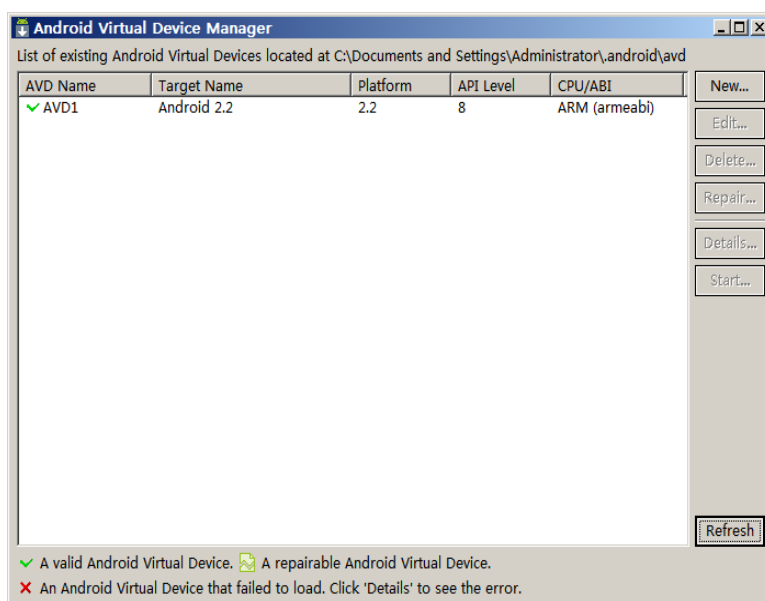 Android Virtual Device Manager
List of existing Android Virtual Devices located at C:\Documents and Settings\Administrator\.android\avd
AVD Name Target Name Platform API Level CPU/ABI
AVD1 Android 2.2 2.2 8 ARM (armeabi)
New...
Edit...
Delete...
Repair...
Details...
Start...
Refresh
A valid Android Virtual Device. A repairable Android Virtual Device.
An Android Virtual Device that failed to load. Click 'Details' to see the error.